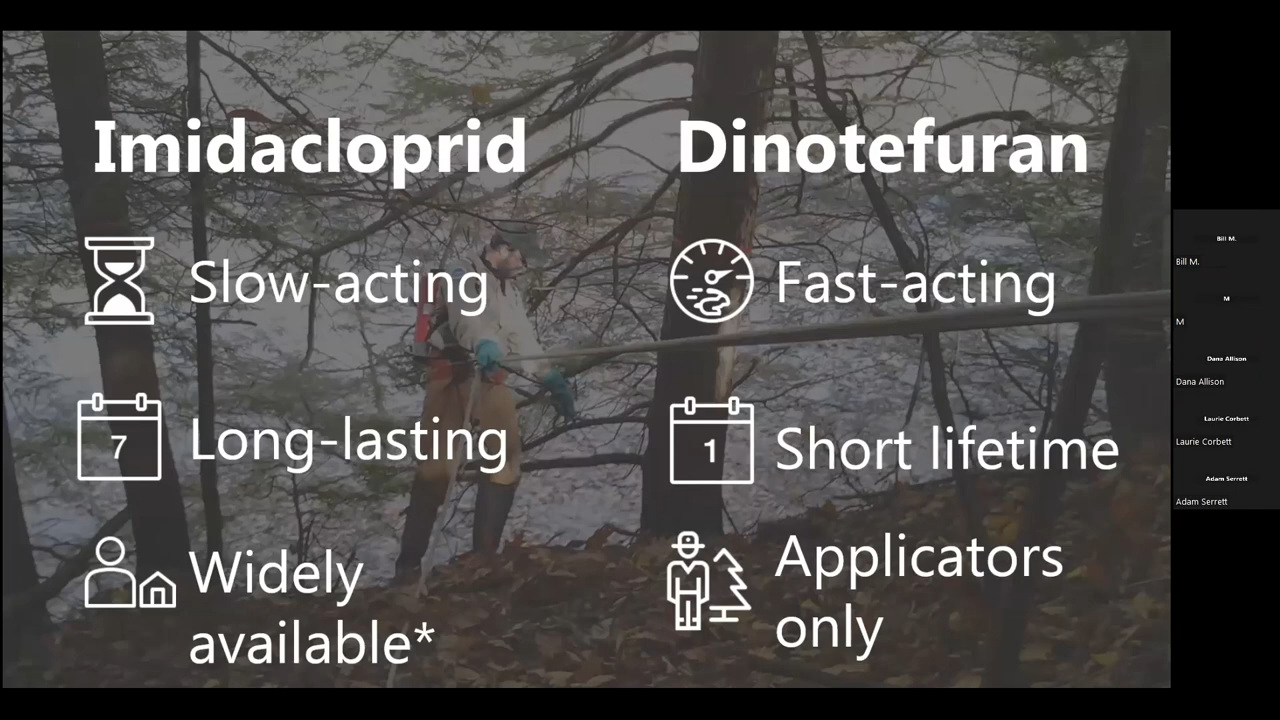 Imidacloprid
Slow-acting
7
Long-lasting
Widely
available*
Dinotefuran
Fast-acting
1
Short lifetime
Applicators
only
Bill M.
Bill M.
M
M
Dana Allison
Dana Allison
Laurie Corbett
Laurie Corbett
Adam Serrett
Adam Serrett